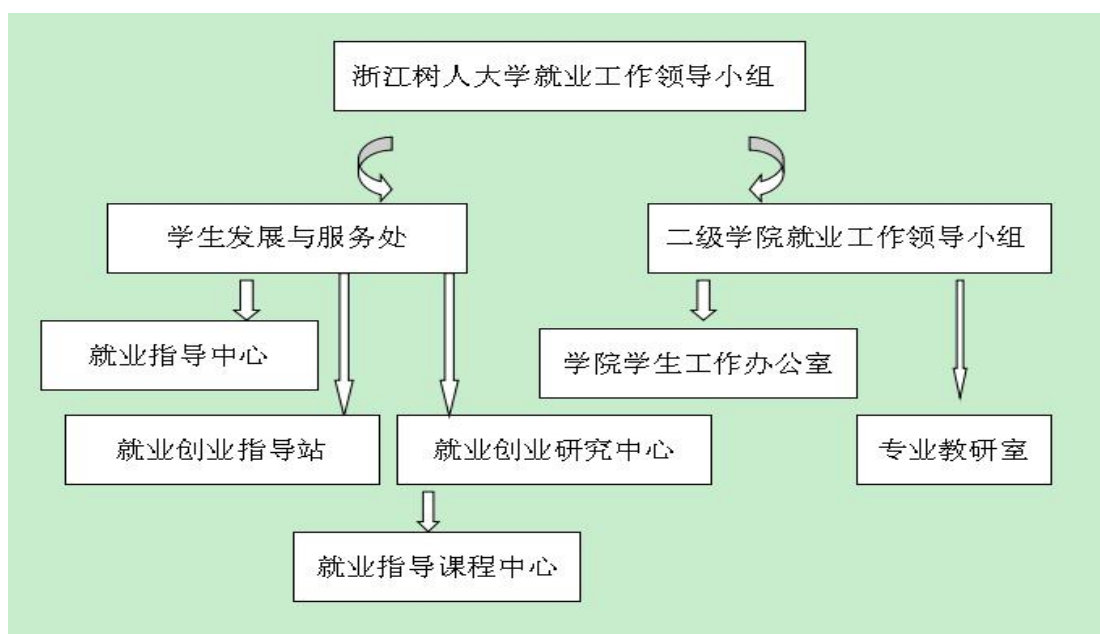 浙江树人大学就业工作领导小组
学生发展与服务处
二级学院就业工作领导小组
就业指导中心
学院学生工作办公室
就业创业指导站
就业创业研究中心
专业教研室
就业指导课程中心